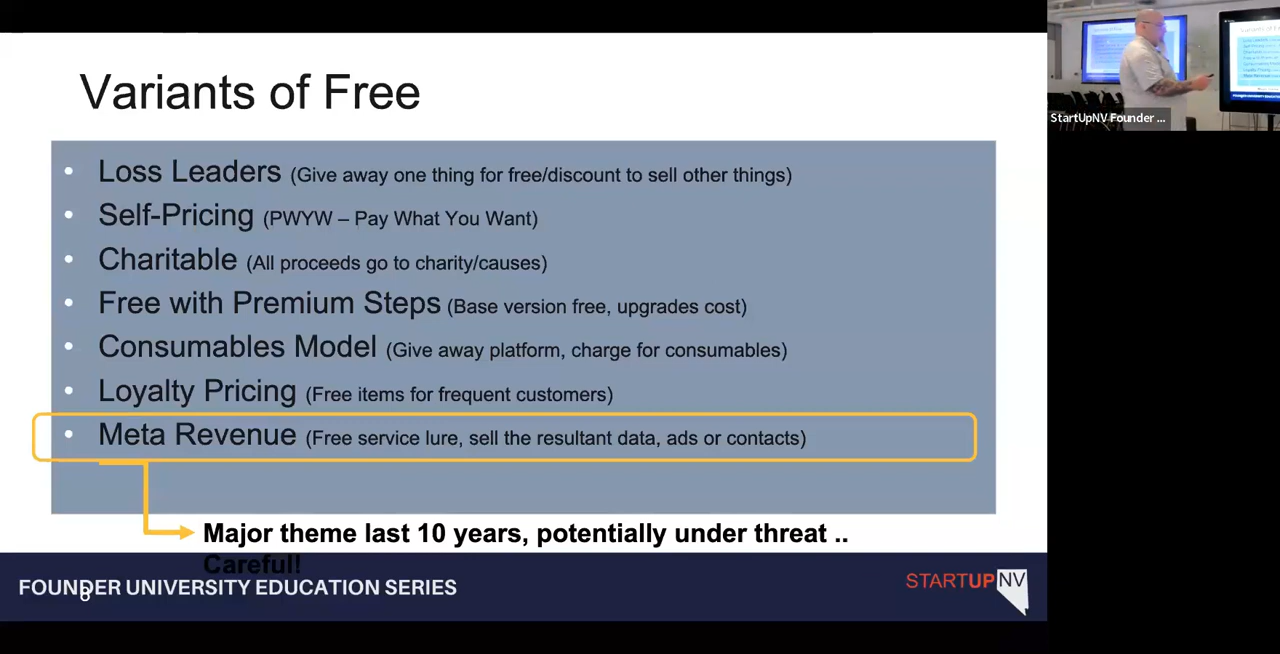 Variants of Free
• Loss Leaders (Give away one thing for free/discount to sell other things)
• Self-Pricing (PWYW – Pay What You Want)
• Charitable (All proceeds go to charity/causes)
• Free with Premium Steps (Base version free, upgrades cost)
• Consumables Model (Give away platform, charge for consumables)
• Loyalty Pricing (Free items for frequent customers)
• Meta Revenue (Free service lure, sell the resultant data, ads or contacts)
Major theme last 10 years, potentially under threat ..
Careful!
FOUNDER UNIVERSITY EDUCATION SERIES
8
STARTUPNV
StartUpNV Founder ...